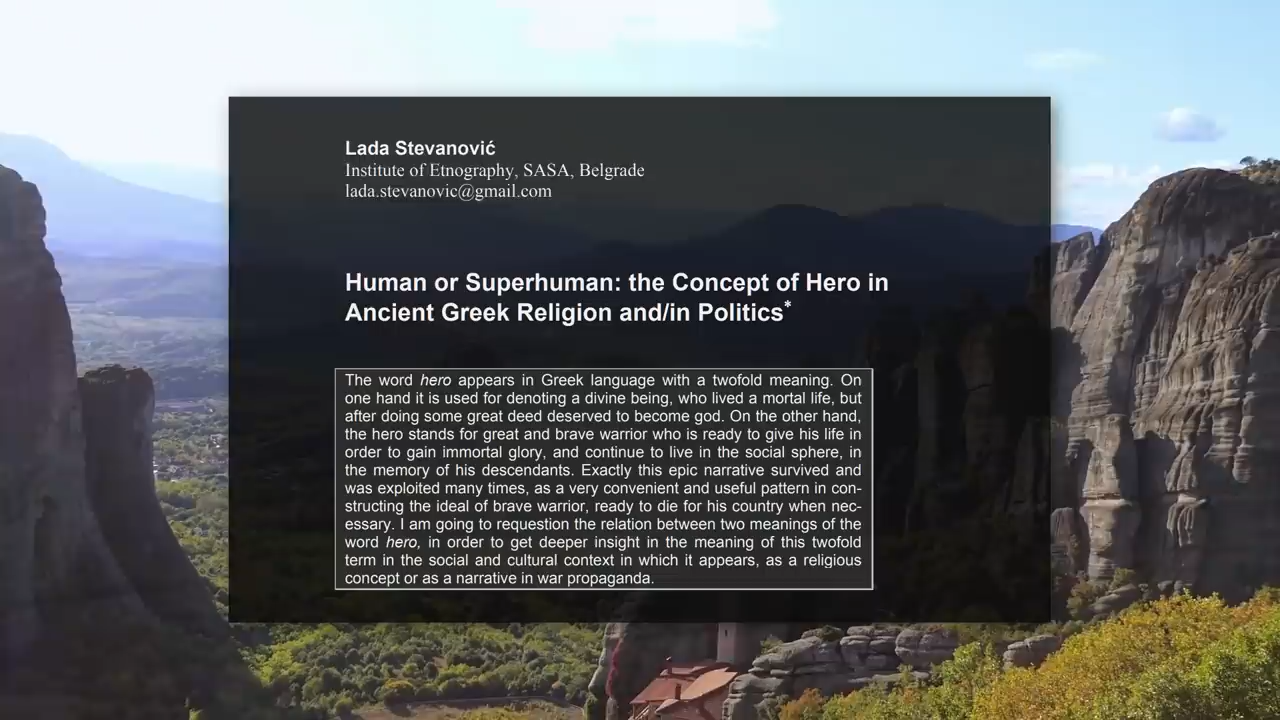 Lada Stevanović
Institute of Etnography, SASA, Belgrade
lada.stevanovic@gmail.com
Human or Superhuman: the Concept of Hero in
Ancient Greek Religion and/in Politics*
The word hero appears in Greek language with a twofold meaning. On
one hand it is used for denoting a divine being, who lived a mortal life, but
after doing some great deed deserved to become god. On the other hand,
the hero stands for great and brave warrior who is ready to give his life in
order to gain immortal glory, and continue to live in the social sphere, in
the memory of his descendants. Exactly this epic narrative survived and
was exploited many times, as a very convenient and useful pattern in con-
structing the ideal of brave warrior, ready to die for his country when nec-
essary. I am going to requestion the relation between two meanings of the
word hero, in order to get deeper insight in the meaning of this twofold
term in the social and cultural context in which it appears, as a religious
concept or as a narrative in war propaganda.